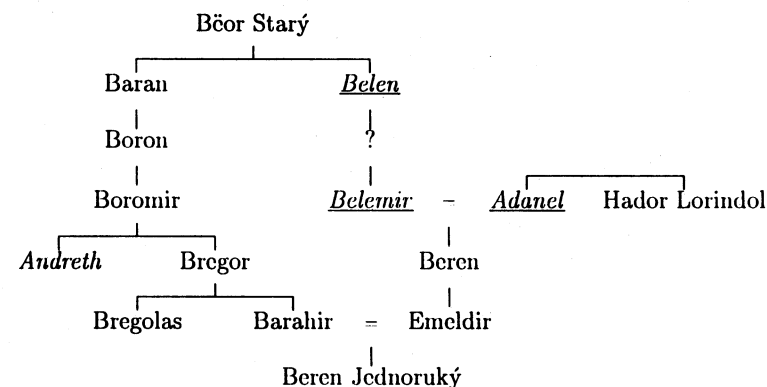 Bëor Starý
Baran Belen
Boron ?
Boromir Belemir – Adanel Hador Lorindol
Andreth Bregor Beren
Bregolas Barahir = Emeldir
Beren Jednoruký